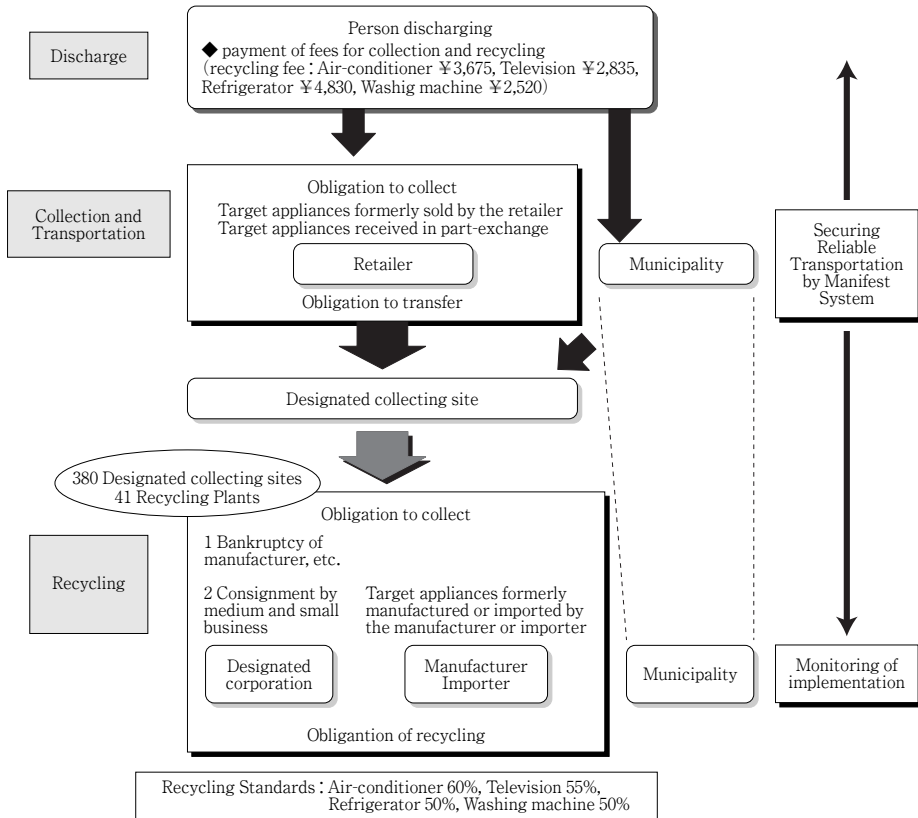 Discharge
Person discharging
◆ payment of fees for collection and recycling
(recycling fee：Air-conditioner ￥3,675, Television ￥2,835,
Refrigerator ￥4,830, Washig machine ￥2,520)
Collection and
Transportation
Obligation to collect
Target appliances formerly sold by the retailer
Target appliances received in part-exchange
Retailer
Obligation to transfer
Municipality
Securing
Reliable
Transportation
by Manifest
System
Designated collecting site
380 Designated collecting sites
41 Recycling Plants
Recycling
Obligation to collect
1 Bankruptcy of
manufacturer, etc.
2 Consignment by
medium and small
business
Target appliances formerly
manufactured or imported by
the manufacturer or importer
Designated
corporation
Manufacturer
Importer
Obligantion of recycling
Municipality
Monitoring of
implementation
Recycling Standards：Air-conditioner 60%, Television 55%,
Refrigerator 50%, Washing machine 50%